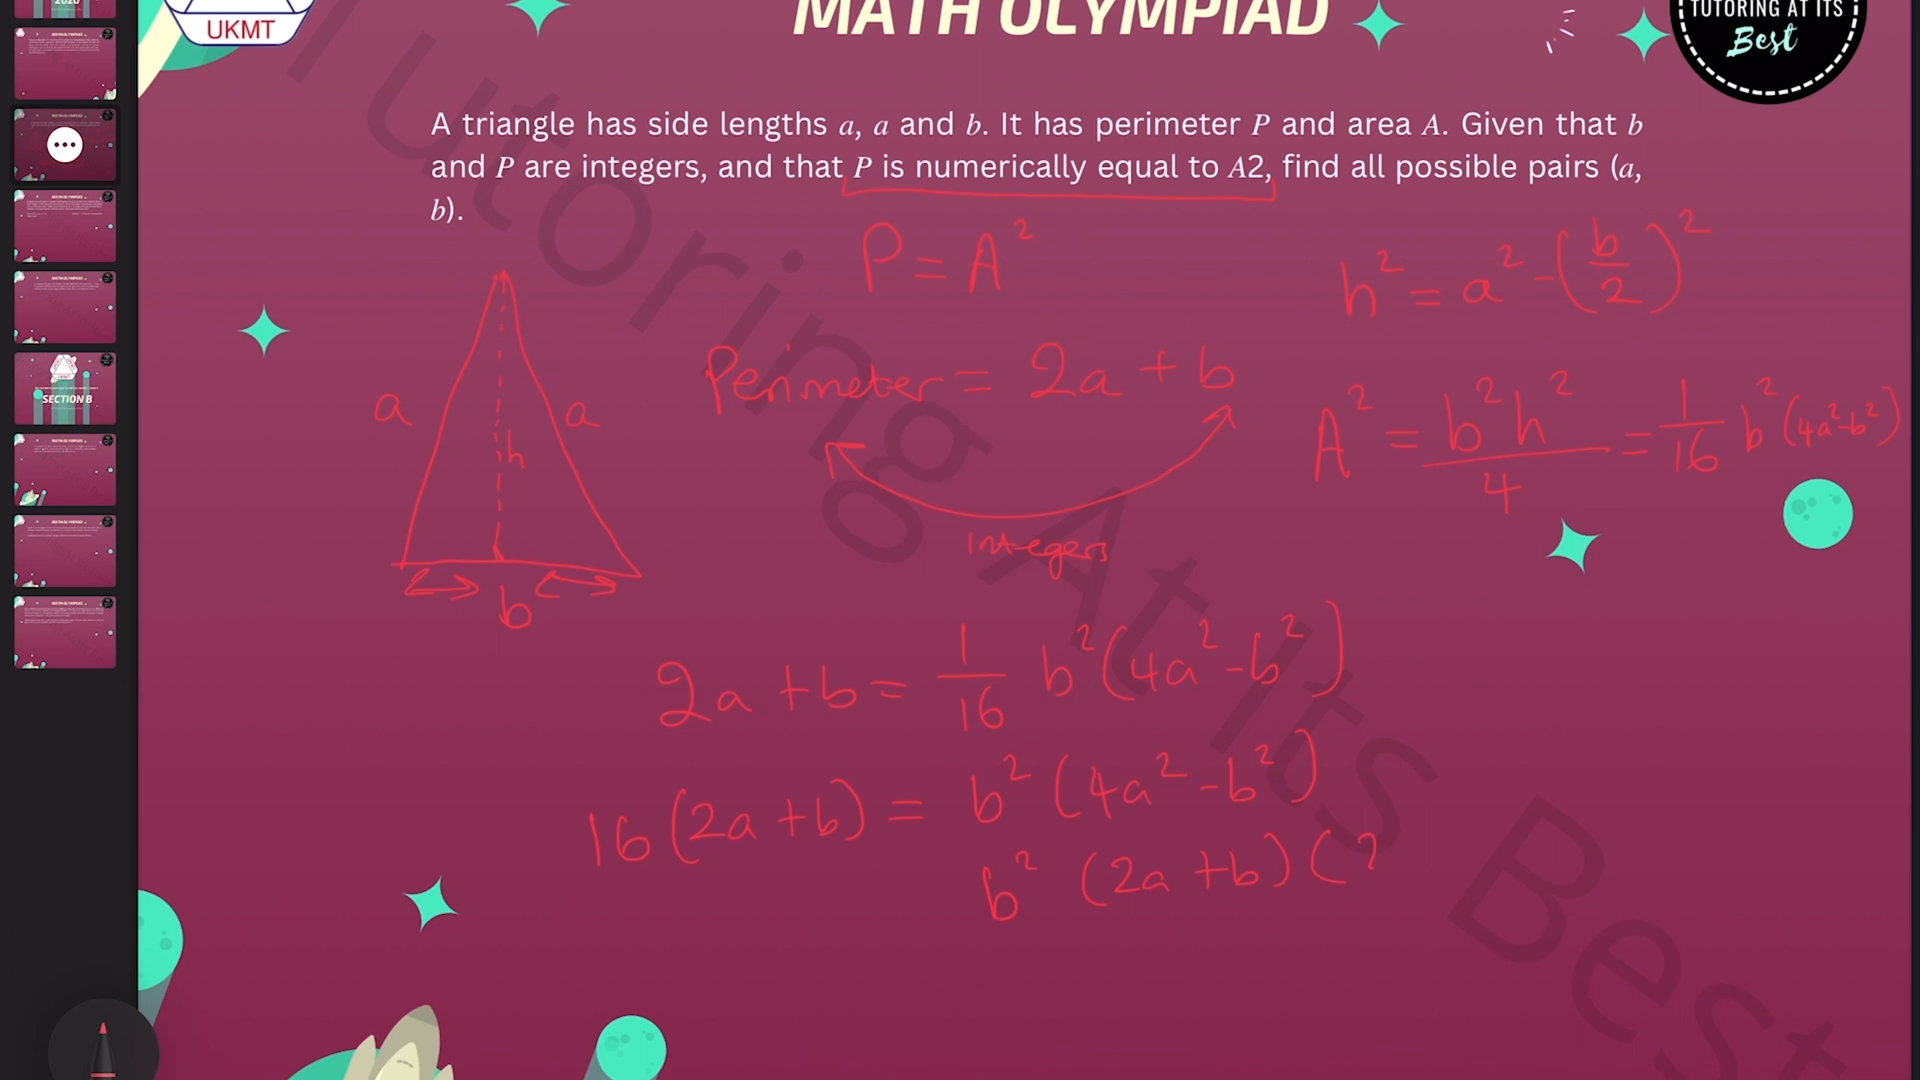 2020
UKMT
MATH OLYMPIAD
TUTORING AT ITS
Best
A triangle has side lengths a, a and b. It has perimeter P and area A. Given that b
and P are integers, and that P is numerically equal to A2, find all possible pairs (a,
b).
P = A²
h² = a² - (b/2)²
Perimeter = 2a + b
integers
A² = b²h²/4 = 1/16 b² (4a²-b²)
a
a
h
b
2a + b = 1/16 b² (4a² - b²)
16 (2a + b) = b² (4a² - b²)
b² (2a + b) (2
SECTION B
Tutoring At Its Best